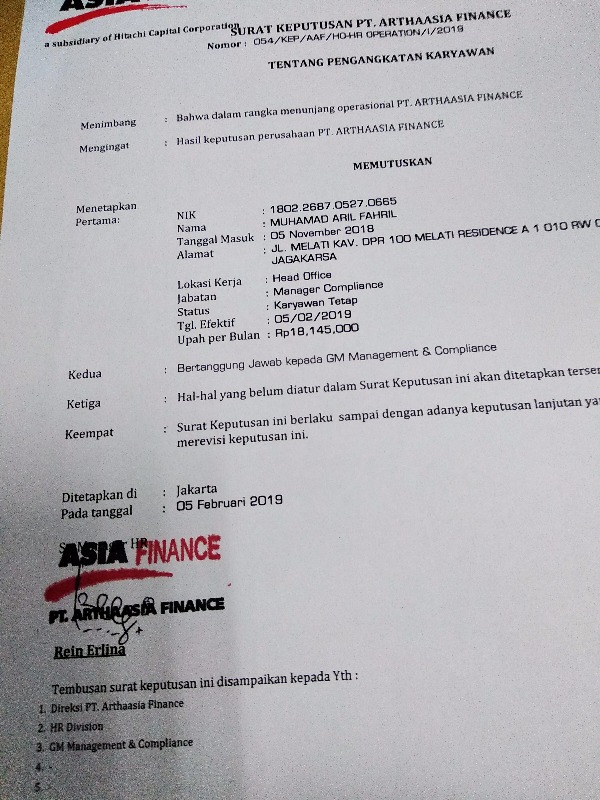 ASIA FINANCE
a subsidiary of Hitachi Capital Corporation
SURAT KEPUTUSAN PT. ARTHAASIA FINANCE
Nomor : 054/KEP/AAF/HO-HR OPERATION/I/2019
TENTANG PENGANGKATAN KARYAWAN
Menimbang : Bahwa dalam rangka menunjang operasional PT. ARTHAASIA FINANCE
Mengingat : Hasil keputusan perusahaan PT. ARTHAASIA FINANCE
MEMUTUSKAN
Menetapkan
Pertama:
NIK : 1802.2687.0527.0665
Nama : MUHAMAD ARIL FAHRIL
Tanggal Masuk : 05 November 2018
Alamat : JL. MELATI KAV. DPR 100 MELATI RESIDENCE A 1 010 RW
JAGAKARSA
Lokasi Kerja : Head Office
Jabatan : Manager Compliance
Status : Karyawan Tetap
Tgl. Efektif : 05/02/2019
Upah per Bulan : Rp18,145,000
Kedua : Bertanggung Jawab kepada GM Management & Compliance
Ketiga : Hal-hal yang belum diatur dalam Surat Keputusan ini akan ditetapkan
Keempat : Surat Keputusan ini berlaku sampai dengan adanya keputusan lanjutan
merevisi keputusan ini.
Ditetapkan di : Jakarta
Pada tanggal : 05 Februari 2019
HR
ASIA FINANCE
PT. ARTHAASIA FINANCE
Rein Erlina
Tembusan surat keputusan ini disampaikan kepada Yth :
1. Direksi PT. Arthaasia Finance
2. HR Division
3. GM Management & Compliance
4. -
5. -